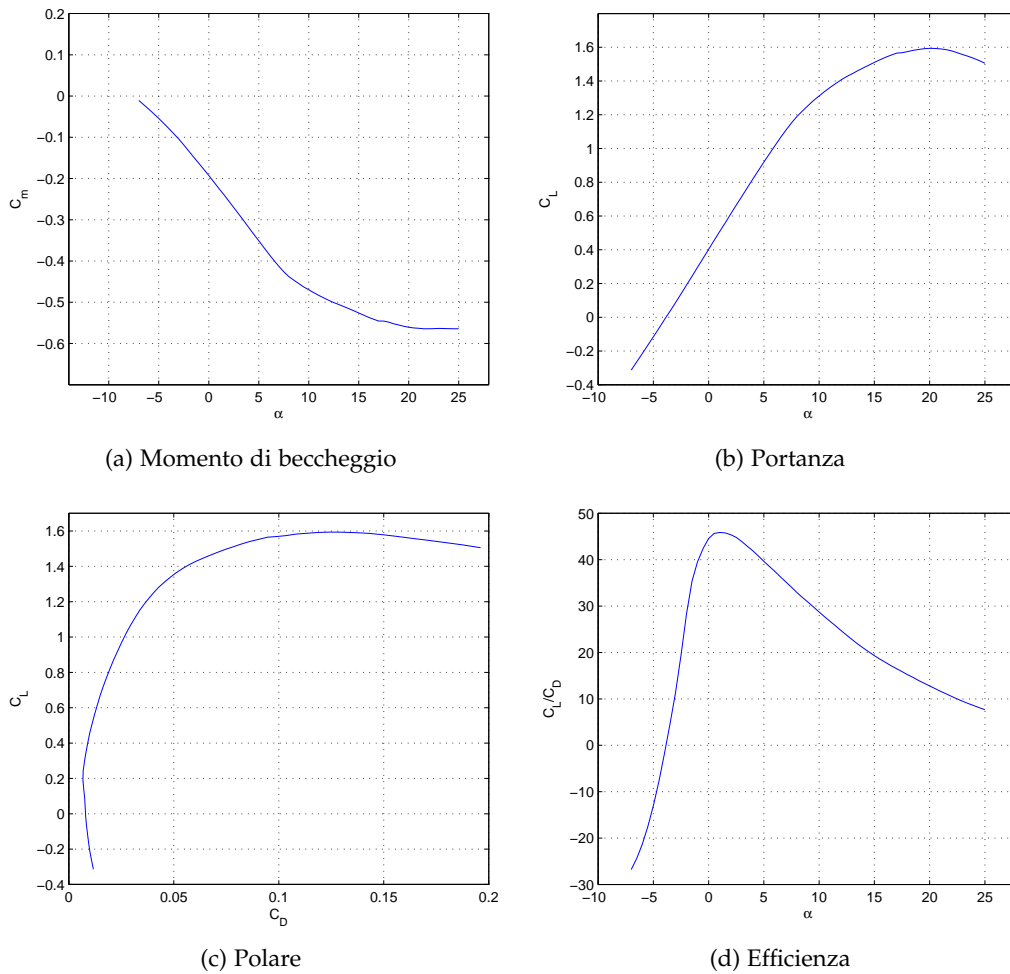 0.2
0.1
0
−0.1
−0.2
−0.3
−0.4
−0.5
−0.6
C_m
−10 −5 0 5 10 15 20 25
α
(a) Momento di beccheggio
1.6
1.4
1.2
1
0.8
0.6
0.4
0.2
0
−0.2
−0.4
C_L
−10 −5 0 5 10 15 20 25
α
(b) Portanza
1.6
1.4
1.2
1
0.8
0.6
0.4
0.2
0
−0.2
−0.4
C_L
0 0.05 0.1 0.15 0.2
C_D
(c) Polare
50
40
30
20
10
0
−10
−20
−30
C_L/C_D
−10 −5 0 5 10 15 20 25
α
(d) Efficienza